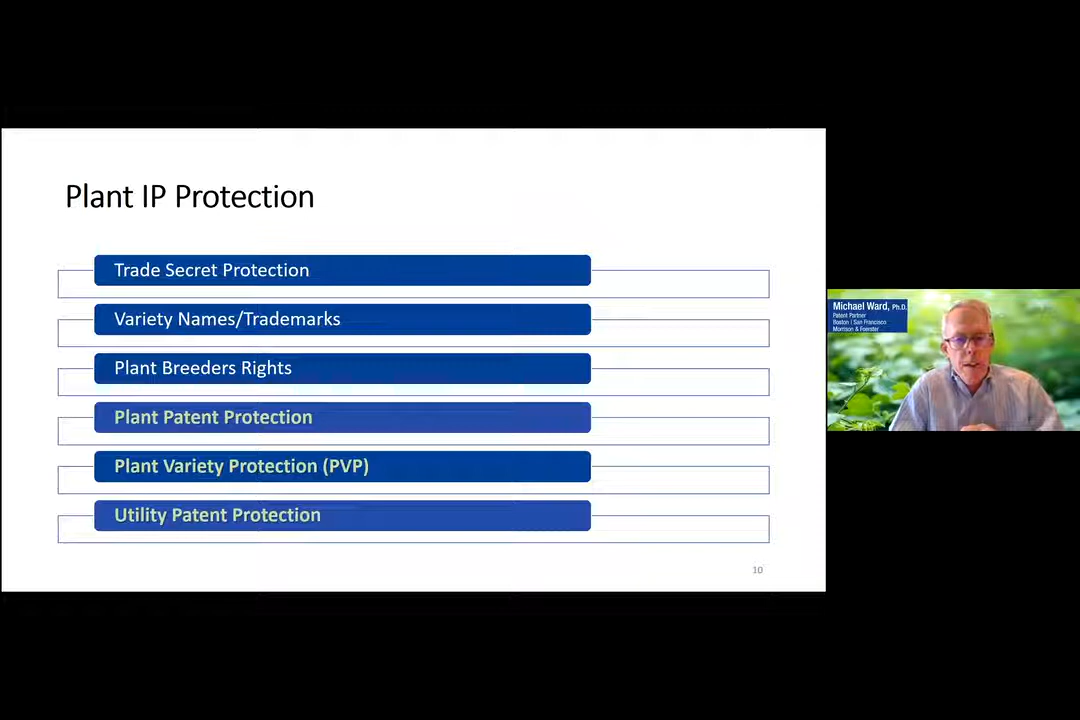 Plant IP Protection
Trade Secret Protection
Variety Names/Trademarks
Plant Breeders Rights
Plant Patent Protection
Plant Variety Protection (PVP)
Utility Patent Protection
10
Michael Ward, Ph.D.
Patent Partner
Boston / San Francisco
Morrison & Foerster